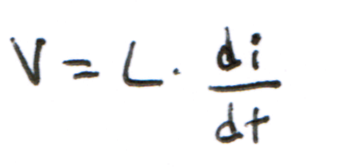 V = L · di/dt